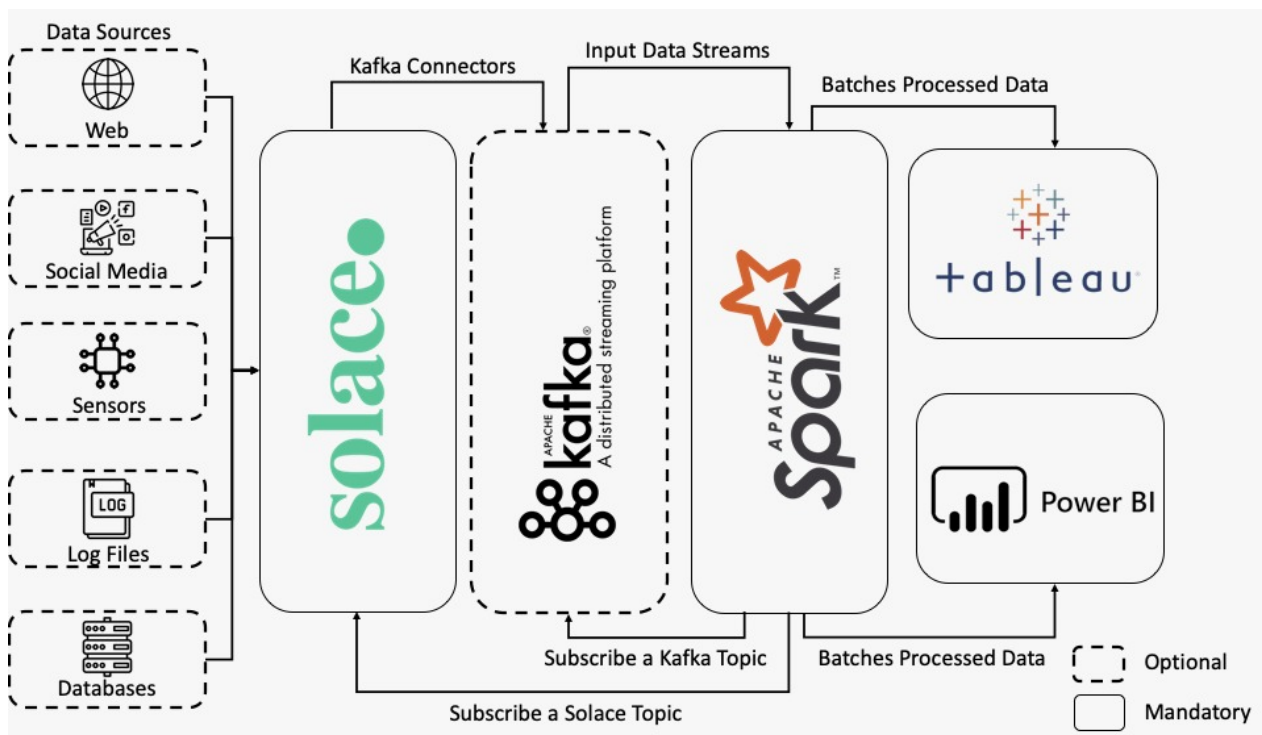 Data Sources
Web
Social Media
Sensors
LOG
Log Files
Databases
Kafka Connectors
Input Data Streams
Batches Processed Data
solace.
APACHE
kafka®
A distributed streaming platform
APACHE
Spark™
+ableau
Power BI
Subscribe a Kafka Topic
Batches Processed Data
Subscribe a Solace Topic
Optional
Mandatory